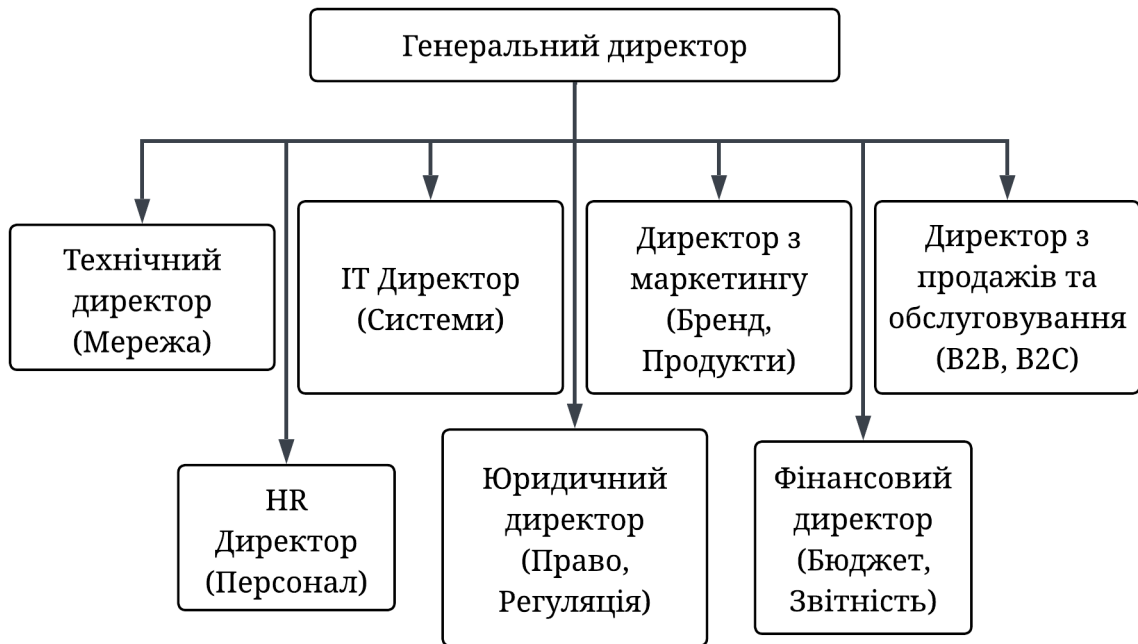 Генеральний директор
Технічний
директор
(Мережа)
ІТ Директор
(Системи)
Директор з
маркетингу
(Бренд,
Продукти)
Директор з
продажів та
обслуговування
(B2B, B2C)
HR
Директор
(Персонал)
Юридичний
директор
(Право,
Регуляція)
Фінансовий
директор
(Бюджет,
Звітність)